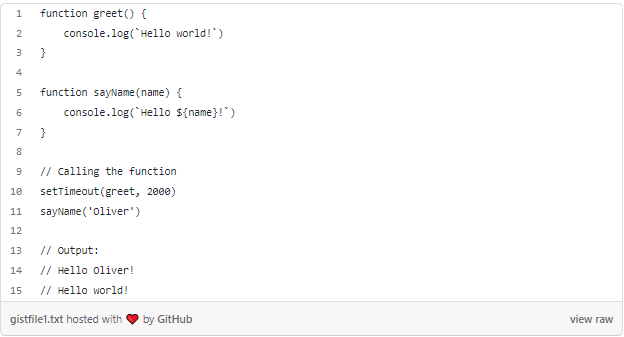 1 function greet() {
2     console.log(`Hello world!`)
3 }
4
5 function sayName(name) {
6     console.log(`Hello ${name}!`)
7 }
8
9 // Calling the function
10 setTimeout(greet, 2000)
11 sayName('Oliver')
12
13 // Output:
14 // Hello Oliver!
15 // Hello world!
gistfile1.txt hosted with ❤ by GitHub view raw